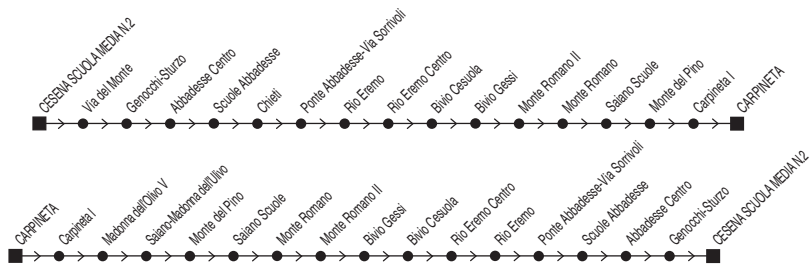 CESENA SCUOLA MEDIA N.2
Via del Monte
Genocchi-Sturzo
Abbadesse Centro
Scuole Abbadesse
Chieti
Ponte Abbadesse-Via Sorrivoli
Rio Eremo
Rio Eremo Centro
Bivio Cesuola
Bivio Gessi
Monte Romano II
Monte Romano
Saiano Scuole
Monte del Pino
Carpineta I
CARPINETA
CARPINETA
Carpineta I
Madonna dell'Olivo V
Saiano-Madonna dell'Ulivo
Monte del Pino
Saiano Scuole
Monte Romano
Monte Romano II
Bivio Gessi
Bivio Cesuola
Rio Eremo Centro
Rio Eremo
Ponte Abbadesse-Via Sorrivoli
Scuole Abbadesse
Abbadesse Centro
Genocchi-Sturzo
CESENA SCUOLA MEDIA N.2